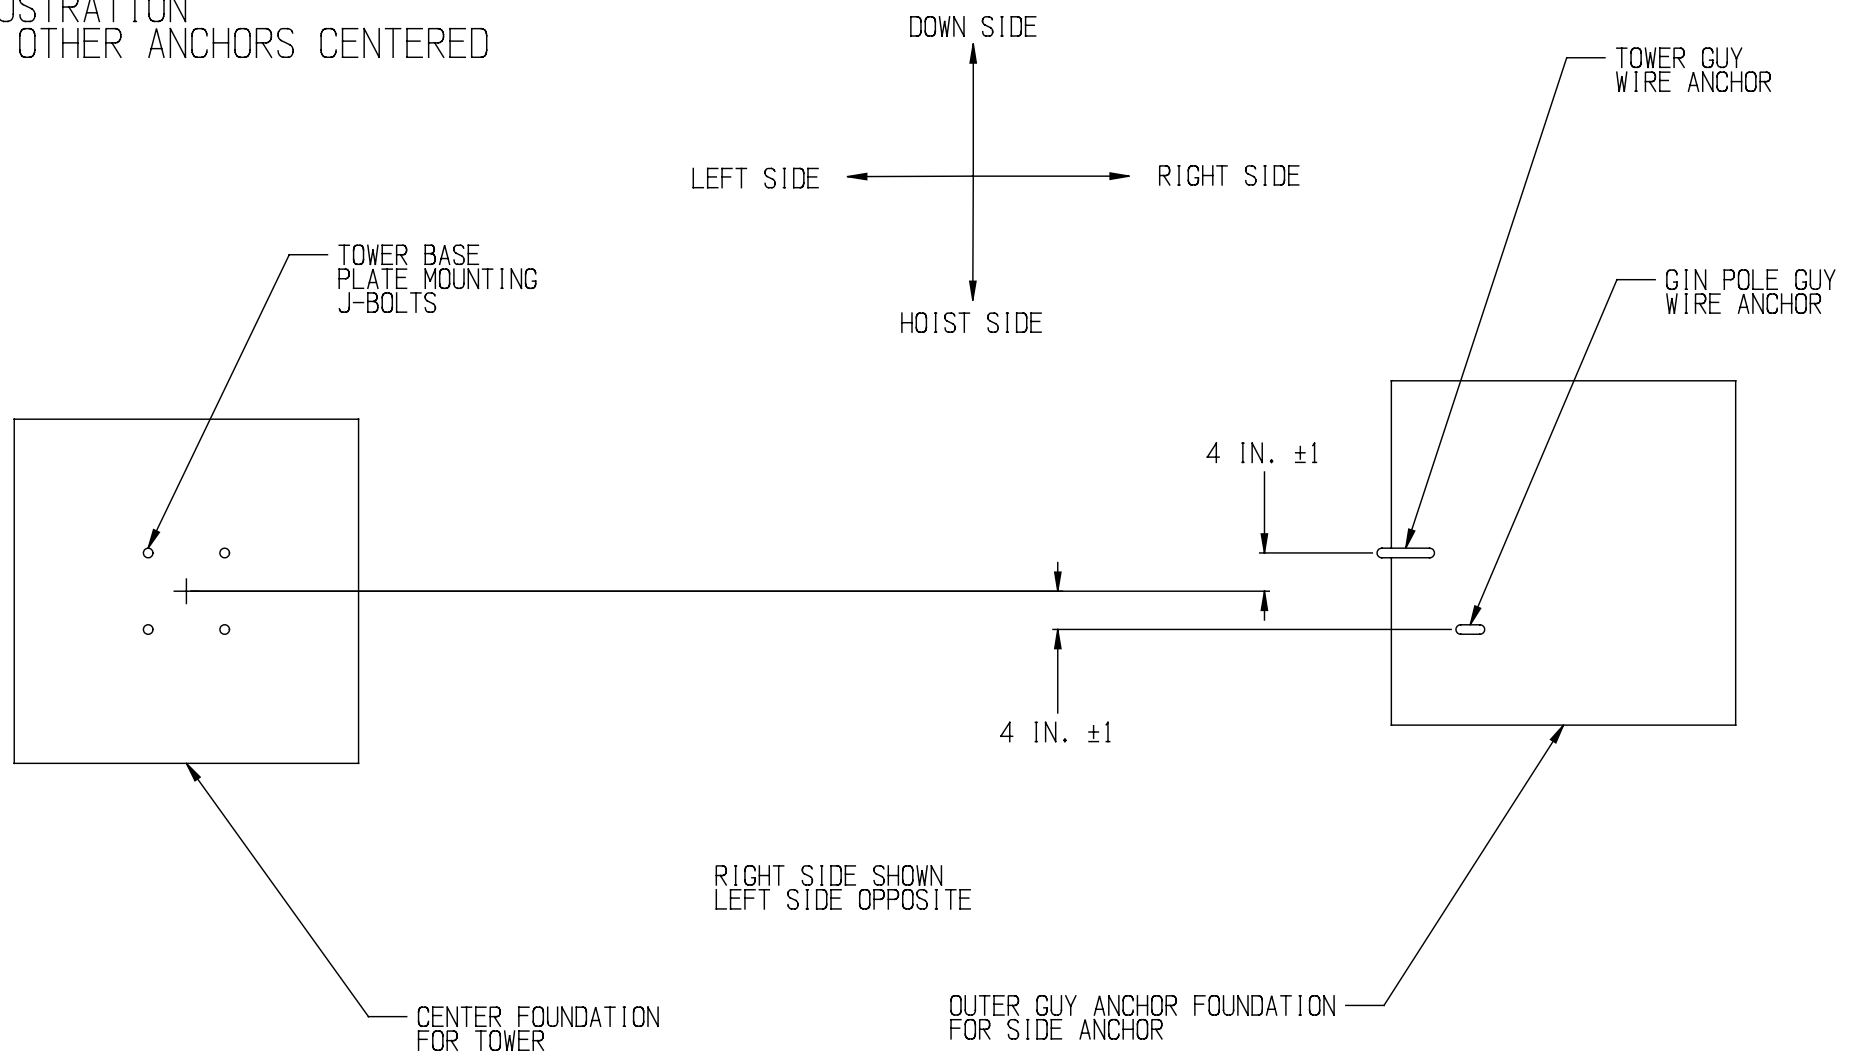 OTHER ANCHORS CENTERED
DOWN SIDE
TOWER GUY
WIRE ANCHOR
LEFT SIDE
RIGHT SIDE
TOWER BASE
PLATE MOUNTING
J-BOLTS
GIN POLE GUY
WIRE ANCHOR
HOIST SIDE
4 IN. ±1
4 IN. ±1
RIGHT SIDE SHOWN
LEFT SIDE OPPOSITE
CENTER FOUNDATION
FOR TOWER
OUTER GUY ANCHOR FOUNDATION
FOR SIDE ANCHOR